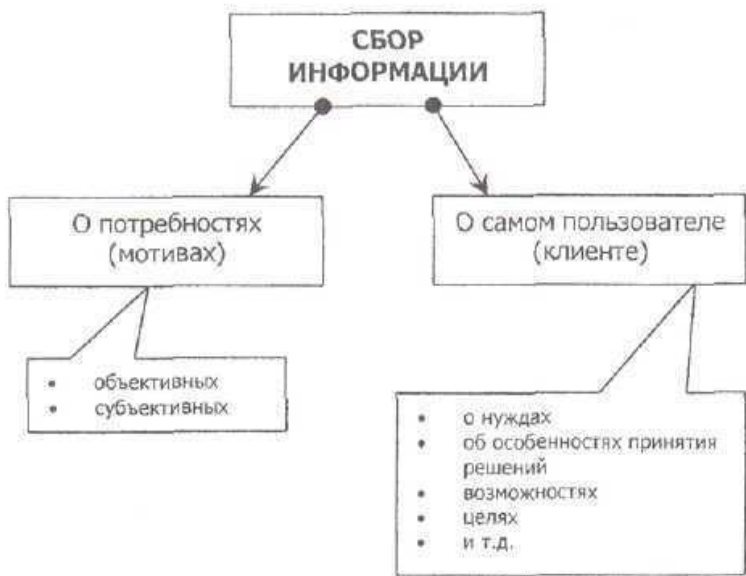 СБОР
ИНФОРМАЦИИ
О потребностях
(мотивах)
О самом пользователе
(клиенте)
• объективных
• субъективных
• о нуждах
• об особенностях принятия
решений
• возможностях
• целях
• и т.д.